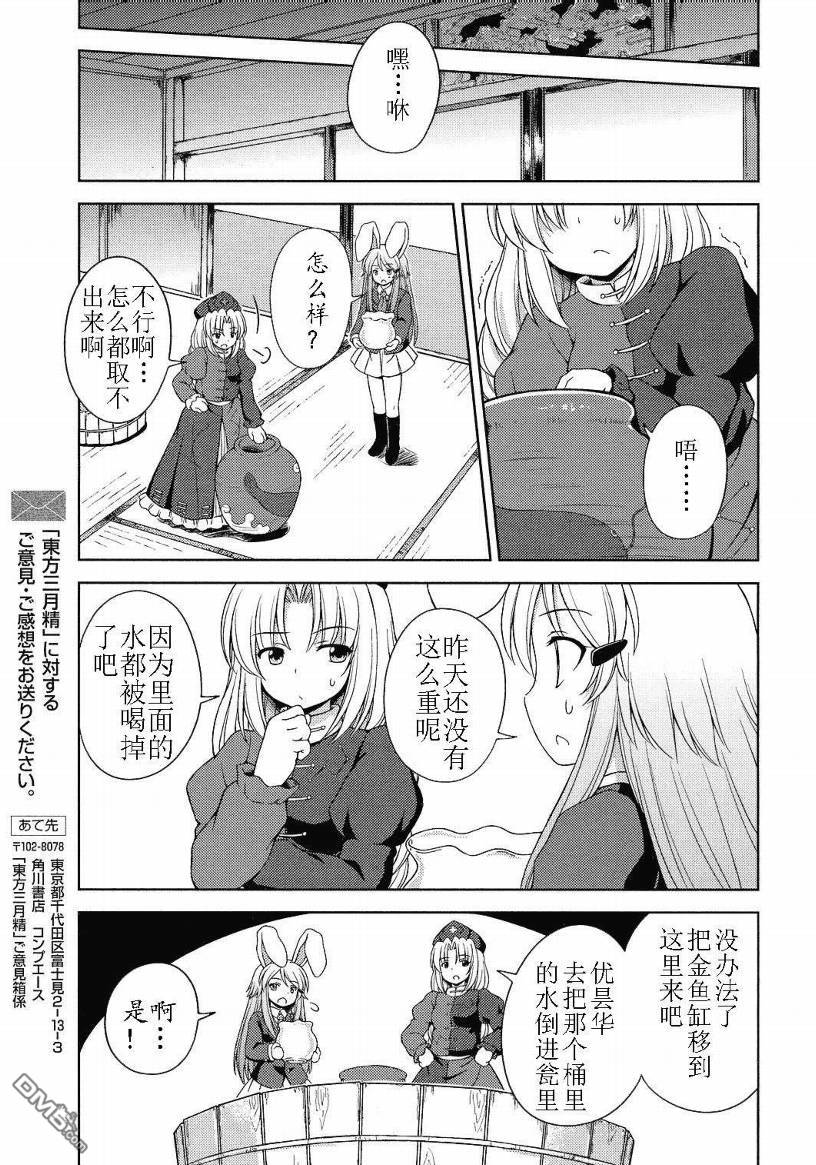 嘿…
咻
唔……
怎么样?
不行啊…
怎么都取不
出来啊
昨天还没有
这么重呢
因为里面的
水都被喝掉
了吧
没办法了
把金鱼缸移到
这里来吧
优昙华
去把那个桶里
的水倒进瓮里
是啊…
!
「東方三月精」に対する
ご意見・ご感想をお送りください。
あて先
〒102-8078
東京都千代田区富士見2-13-3
角川書店 コンプエース
「東方三月精」ご意見箱係